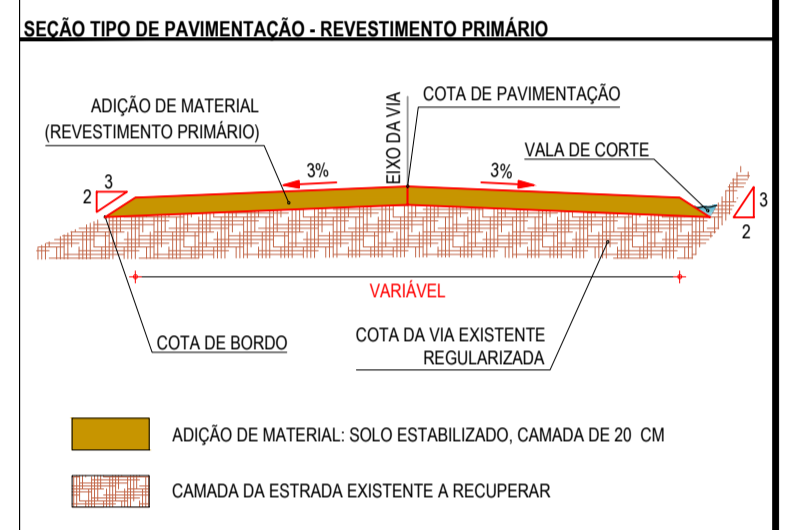 SEÇÃO TIPO DE PAVIMENTAÇÃO - REVESTIMENTO PRIMÁRIO
ADIÇÃO DE MATERIAL
(REVESTIMENTO PRIMÁRIO)
EIXO DA VIA
COTA DE PAVIMENTAÇÃO
VALA DE CORTE
3%
3%
3
2
3
2
VARIÁVEL
COTA DE BORDO
COTA DA VIA EXISTENTE
REGULARIZADA
ADIÇÃO DE MATERIAL: SOLO ESTABILIZADO, CAMADA DE 20 CM
CAMADA DA ESTRADA EXISTENTE A RECUPERAR